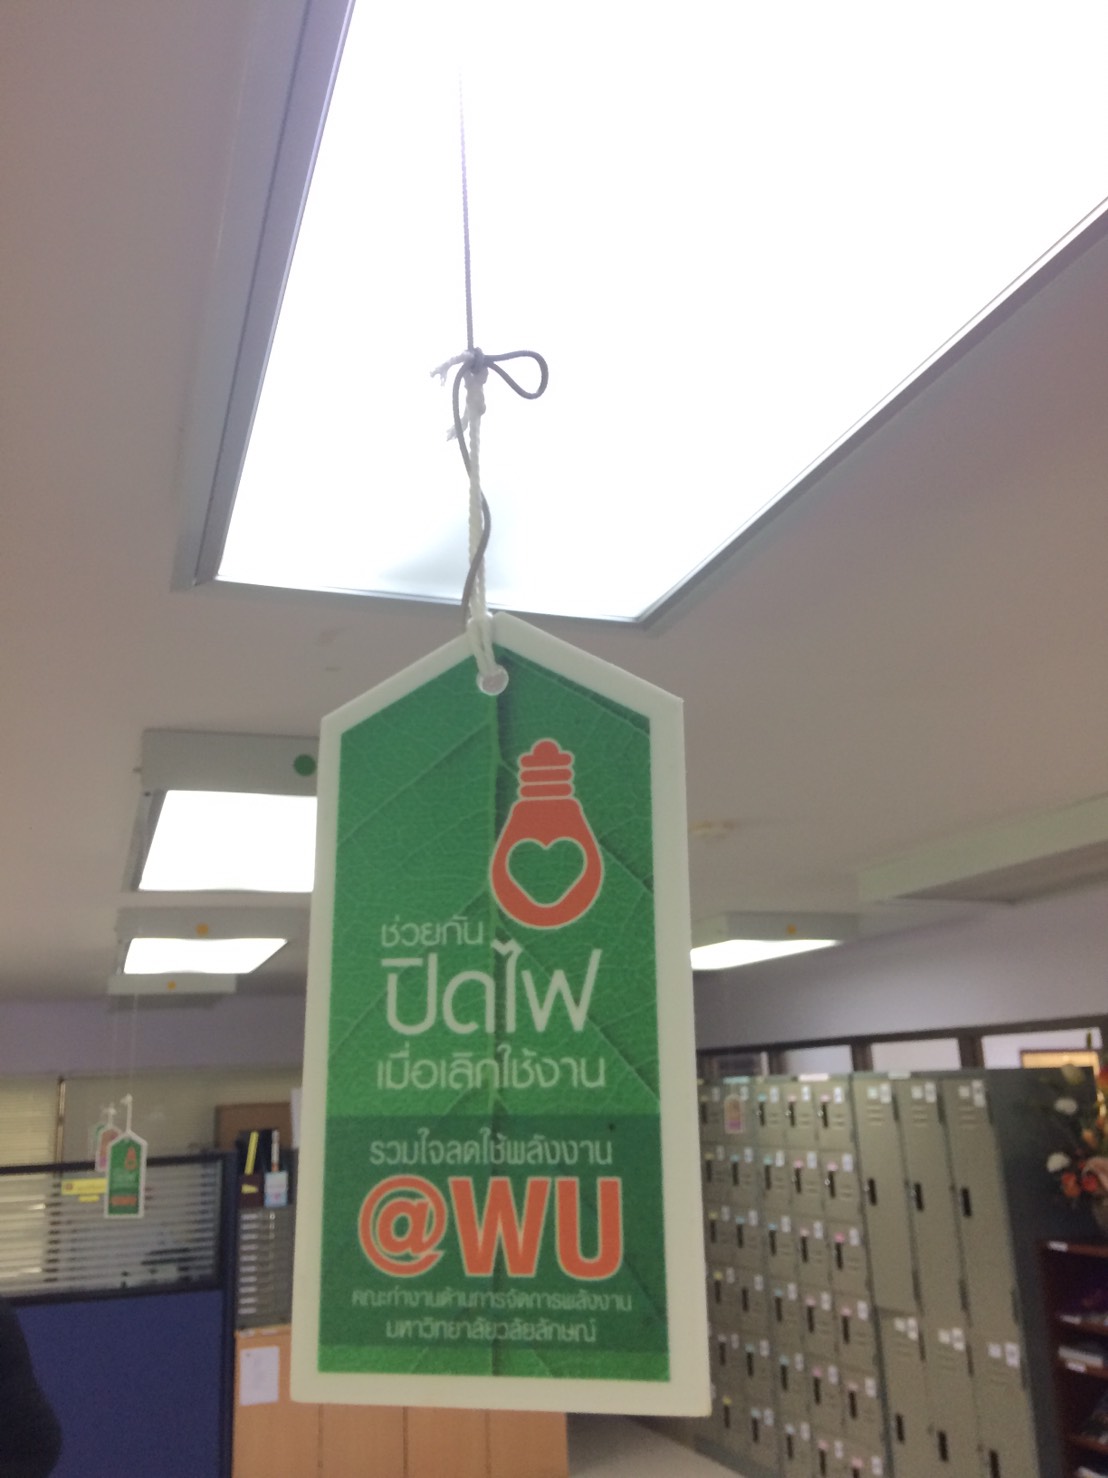 ช่วยกัน
ปิดไฟ
เมื่อเลิกใช้งาน
รวมใจลดใช้พลังงาน
@WU
คณะทำงานด้านการจัดการพลังงาน
มหาวิทยาลัยวลัยลักษณ์